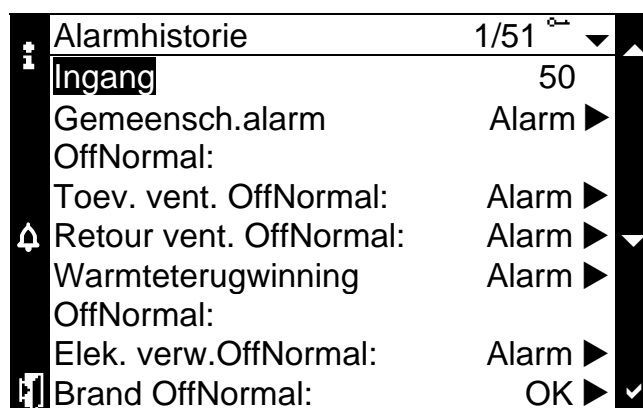 Alarmhistorie 1/51
Ingang 50
Gemeensch.alarm Alarm
OffNormal:
Toev. vent. OffNormal: Alarm
Retour vent. OffNormal: Alarm
Warmteterugwinning Alarm
OffNormal:
Elek. verw.OffNormal: Alarm
Brand OffNormal: OK